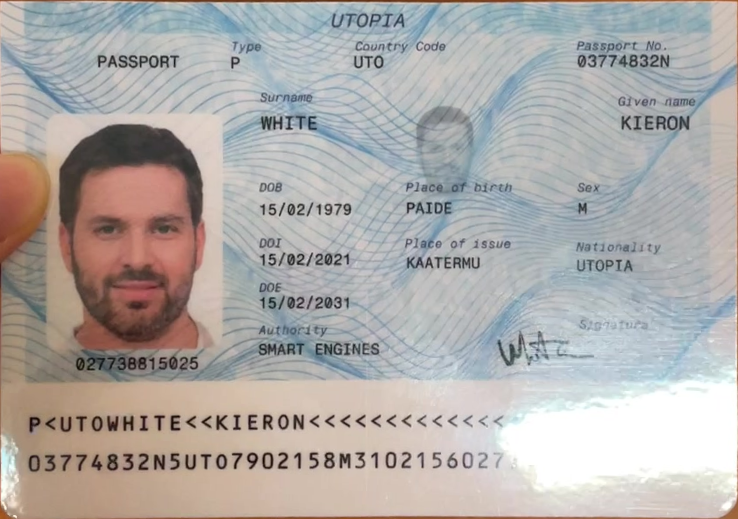 UTOPIA
PASSPORT
Type
P
Country Code
UTO
Passport No.
03774832N
Surname
WHITE
Given name
KIERON
DOB
15/02/1979
Place of birth
PAIDE
Sex
M
DOI
15/02/2021
Place of issue
KAATERMU
Nationality
UTOPIA
DOE
15/02/2031
Authority
SMART ENGINES
Signature
027738815025
P<UTOWHITE<<KIERON<<<<<<<<<<<<<<
03774832N5UTO7902158M3102156027